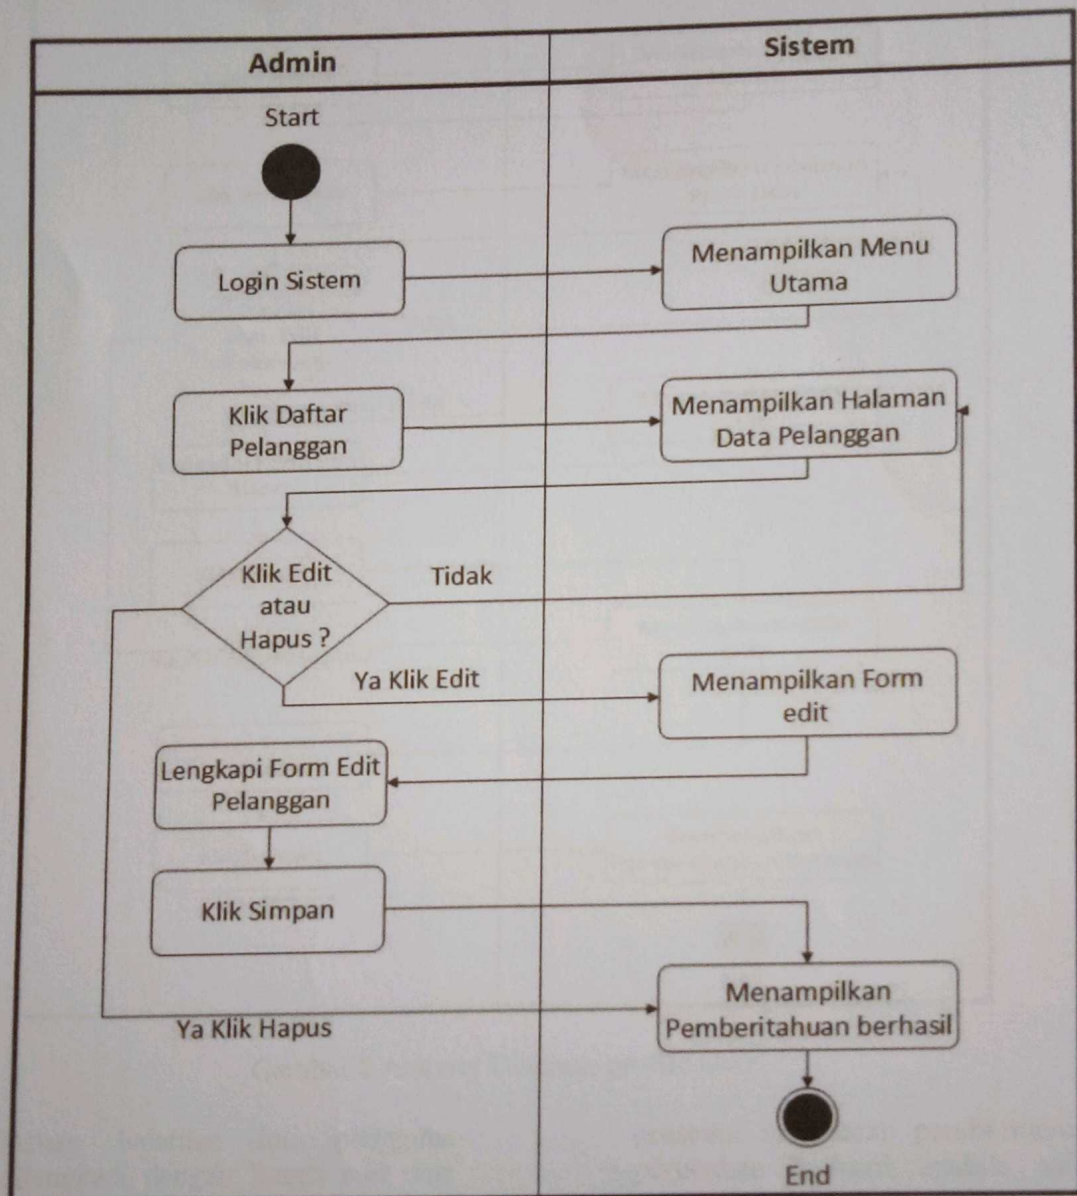 Admin
Sistem
Start
Login Sistem
Menampilkan Menu
Utama
Klik Daftar
Pelanggan
Menampilkan Halaman
Data Pelanggan
Klik Edit
atau
Hapus ?
Tidak
Ya Klik Edit
Menampilkan Form
edit
Lengkapi Form Edit
Pelanggan
Klik Simpan
Menampilkan
Pemberitahuan berhasil
Ya Klik Hapus
End